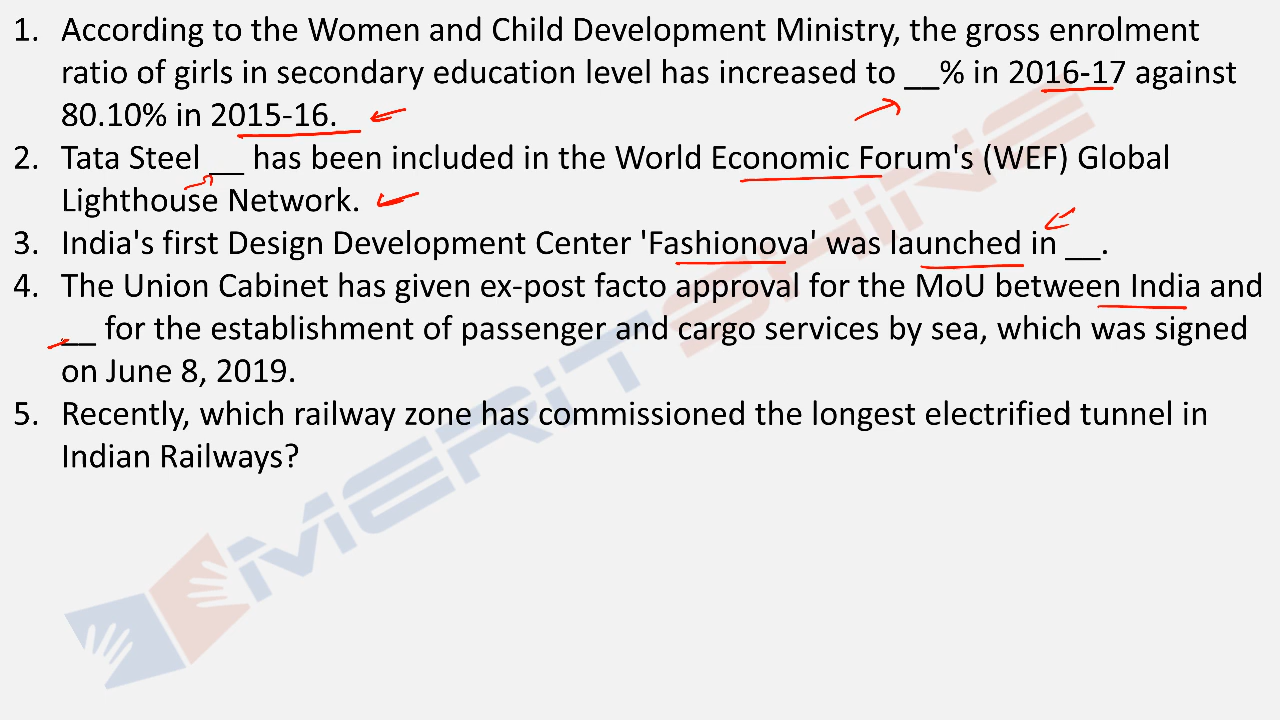 1. According to the Women and Child Development Ministry, the gross enrolment
ratio of girls in secondary education level has increased to __% in 2016-17 against
80.10% in 2015-16.
2. Tata Steel __ has been included in the World Economic Forum's (WEF) Global
Lighthouse Network.
3. India's first Design Development Center 'Fashionova' was launched in __.
4. The Union Cabinet has given ex-post facto approval for the MoU between India and
__ for the establishment of passenger and cargo services by sea, which was signed
on June 8, 2019.
5. Recently, which railway zone has commissioned the longest electrified tunnel in
Indian Railways?
MERiT SHiNE